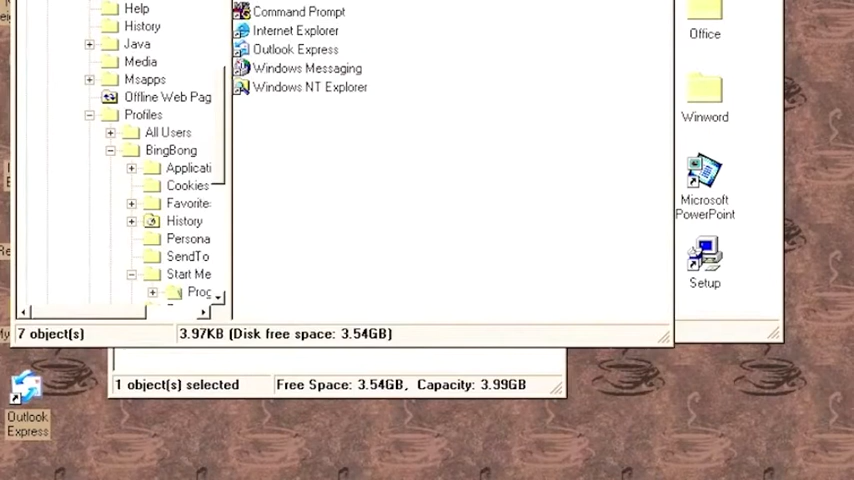 Help
History
Java
Media
Msapps
Offline Web Pag
Profiles
All Users
BingBong
Applicati
Cookies
Favorite
History
Persona
SendTo
Start Me
Prog
Command Prompt
Internet Explorer
Outlook Express
Windows Messaging
Windows NT Explorer
7 object(s)
3.97KB (Disk free space: 3.54GB)
Office
Winword
Microsoft
PowerPoint
Setup
1 object(s) selected
Free Space: 3.54GB, Capacity: 3.99GB
Outlook
Express